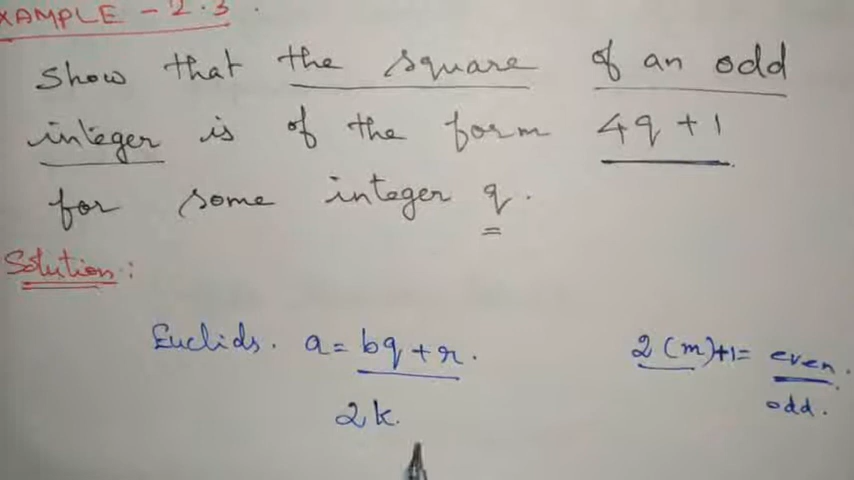 EXAMPLE - 2.3.
Show that the square of an odd
integer is of the form 4q + 1
for some integer q.
Solution:
Euclids. a = bq + r.
2(m)+1 = even.
odd.
2k.